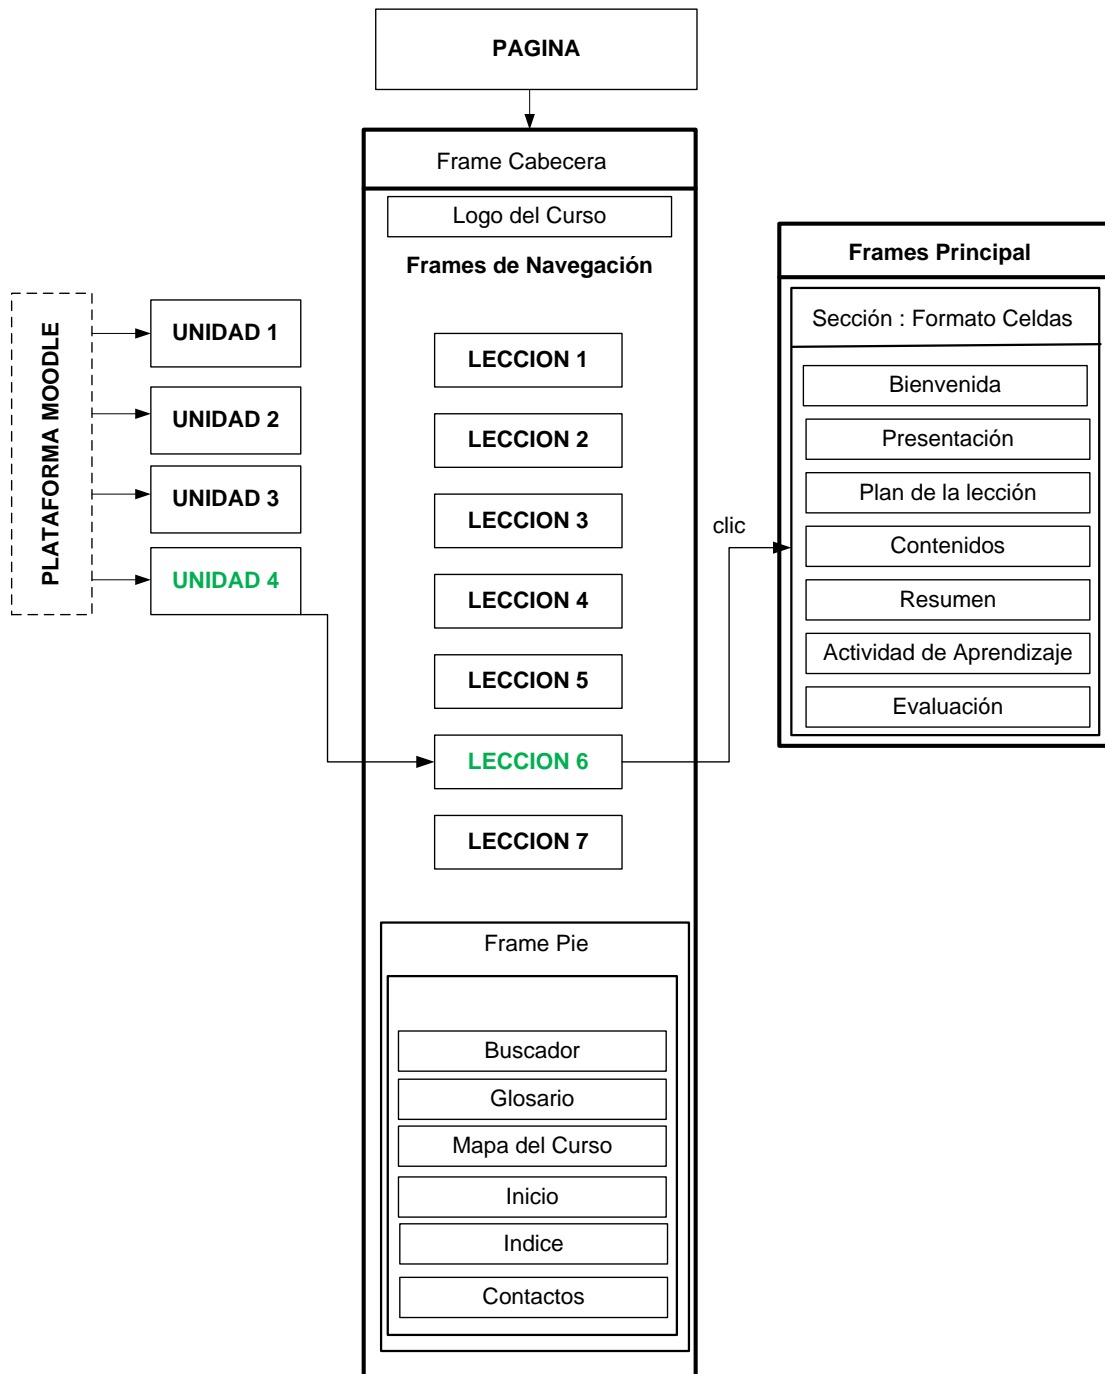 PAGINA
Frame Cabecera
Logo del Curso
Frames de Navegación
PLATAFORMA MOODLE
UNIDAD 1
UNIDAD 2
UNIDAD 3
UNIDAD 4
LECCION 1
LECCION 2
LECCION 3
LECCION 4
LECCION 5
LECCION 6
LECCION 7
clic
Frames Principal
Sección : Formato Celdas
Bienvenida
Presentación
Plan de la lección
Contenidos
Resumen
Actividad de Aprendizaje
Evaluación
Frame Pie
Buscador
Glosario
Mapa del Curso
Inicio
Indice
Contactos